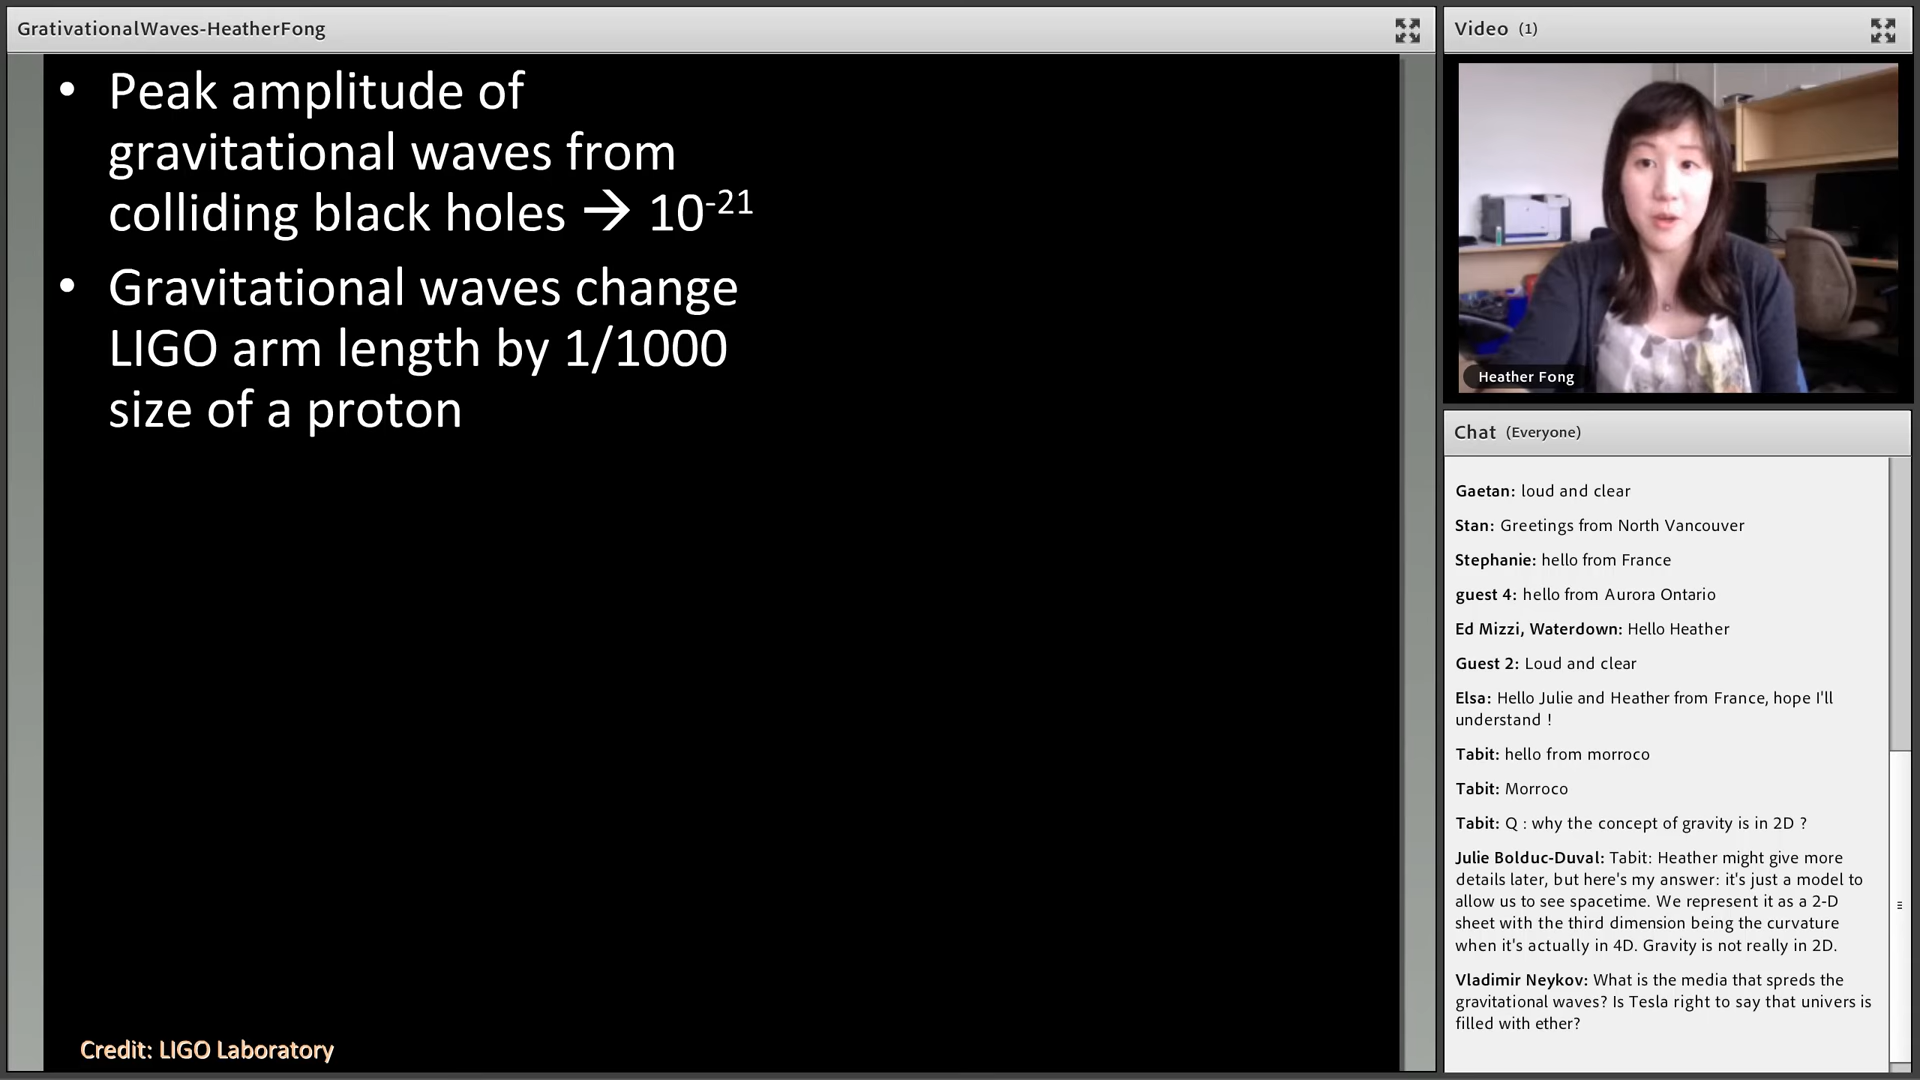 GrativationalWaves-HeatherFong
• Peak amplitude of
gravitational waves from
colliding black holes → 10⁻²¹
• Gravitational waves change
LIGO arm length by 1/1000
size of a proton
Credit: LIGO Laboratory
Video (1)
Heather Fong
Chat (Everyone)
Gaetan: loud and clear
Stan: Greetings from North Vancouver
Stephanie: hello from France
guest 4: hello from Aurora Ontario
Ed Mizzi, Waterdown: Hello Heather
Guest 2: Loud and clear
Elsa: Hello Julie and Heather from France, hope I'll
understand !
Tabit: hello from morroco
Tabit: Morroco
Tabit: Q : why the concept of gravity is in 2D ?
Julie Bolduc-Duval: Tabit: Heather might give more
details later, but here's my answer: it's just a model to
allow us to see spacetime. We represent it as a 2-D
sheet with the third dimension being the curvature
when it's actually in 4D. Gravity is not really in 2D.
Vladimir Neykov: What is the media that spreds the
gravitational waves? Is Tesla right to say that univers is
filled with ether?